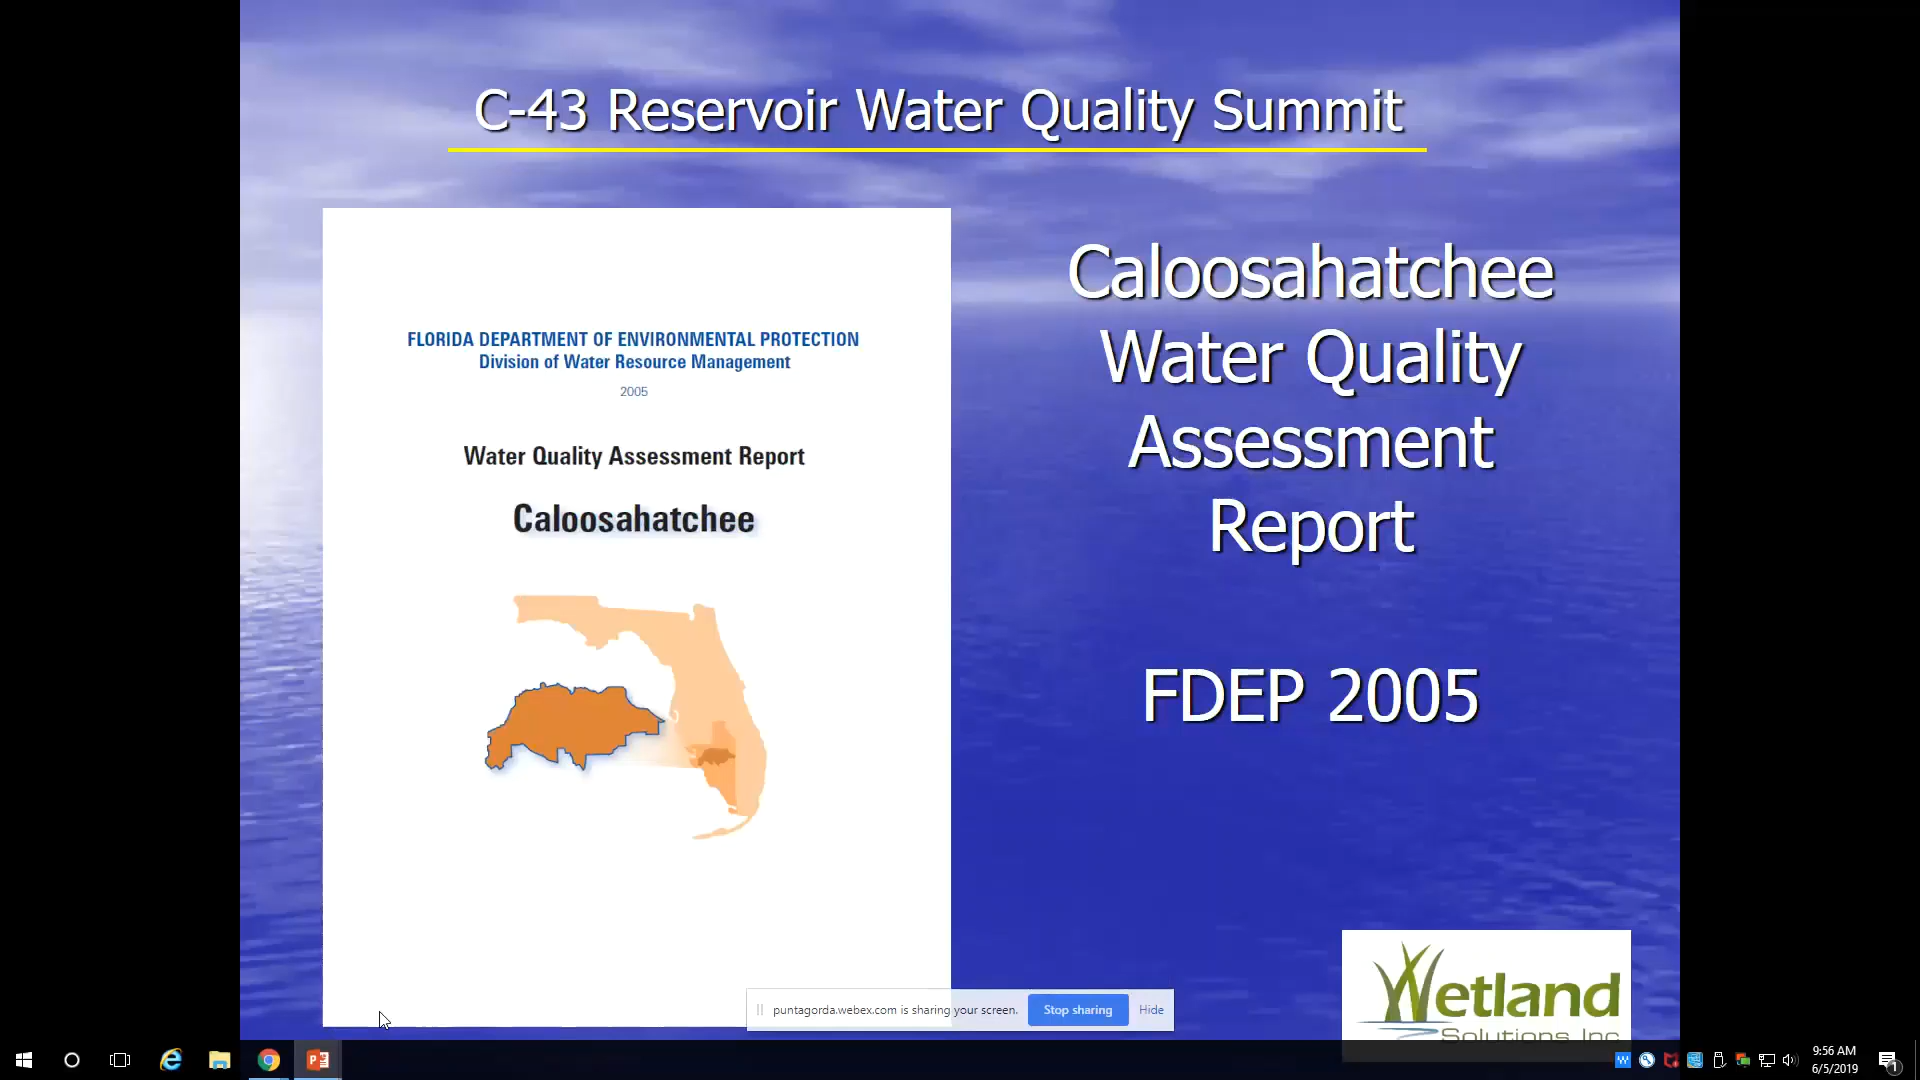 C-43 Reservoir Water Quality Summit
FLORIDA DEPARTMENT OF ENVIRONMENTAL PROTECTION
Division of Water Resource Management
2005
Water Quality Assessment Report
Caloosahatchee
Caloosahatchee
Water Quality
Assessment
Report
FDEP 2005
Wetland
Solutions Inc
puntagorda.webex.com is sharing your screen.
Stop sharing
Hide
9:56 AM
6/5/2019
1